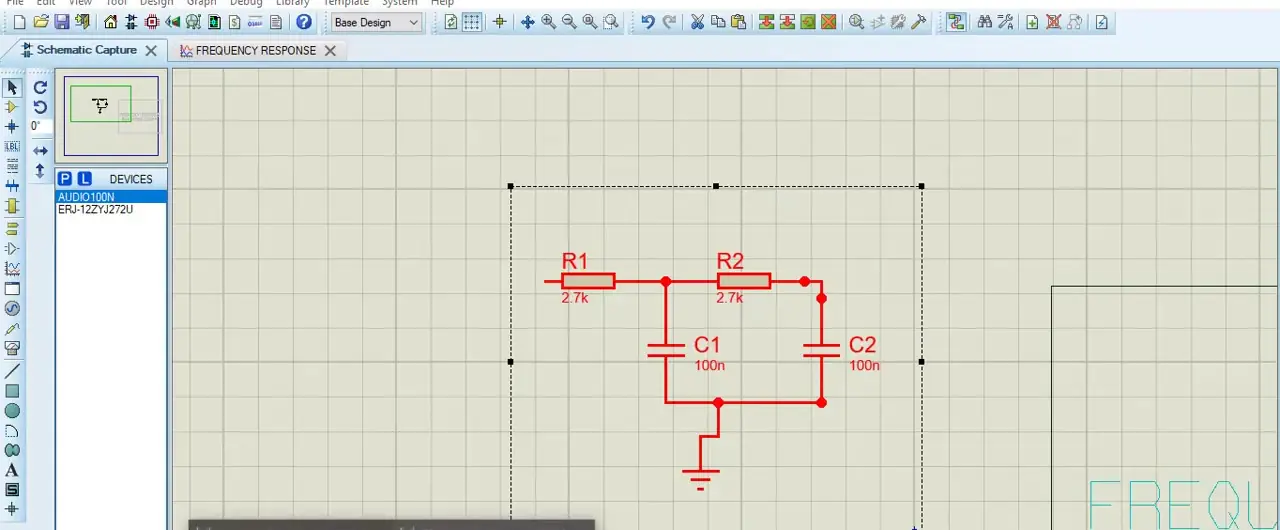 File Edit View Tool Design Graph Debug Library Template System Help
Base Design
Schematic Capture
FREQUENCY RESPONSE
0°
LBL
P L DEVICES
AUDIO100N
ERJ-12ZYJ272U
A
S
R1
2.7k
R2
2.7k
C1
100n
C2
100n
FREQU